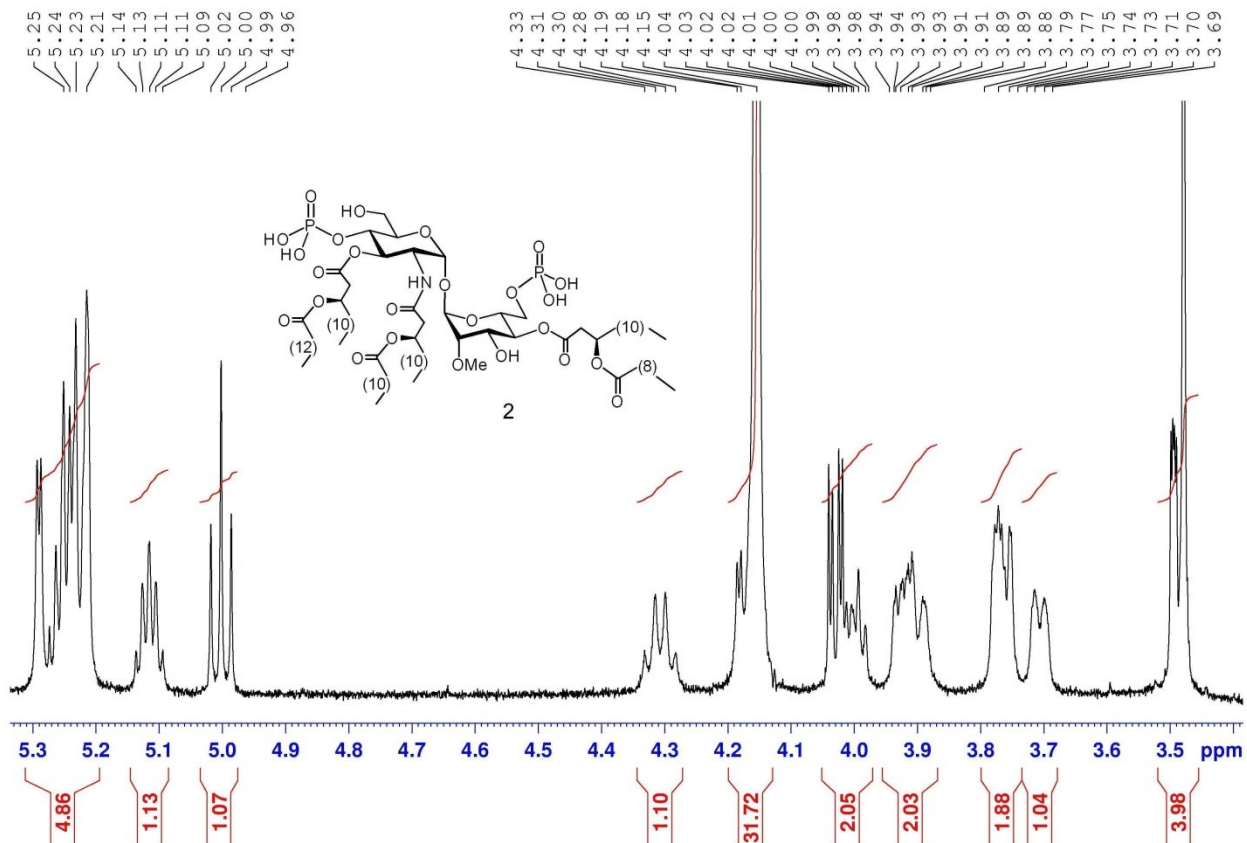 5.25 5.24 5.23 5.21 5.14 5.13 5.11 5.11 5.09 5.02 5.00 4.99 4.96
4.33 4.31 4.30 4.28 4.19 4.18 4.15 4.04 4.03 4.02 4.02 4.01 4.00 4.00 3.99 3.98 3.98 3.94 3.94 3.93 3.93 3.91 3.91 3.89 3.89 3.88 3.79 3.77 3.75 3.74 3.73 3.71 3.70 3.69
O
HO
HO P O O
HO
O
P OH
OH
O
O
O
HN
O
O
O
O
O
(10)
O
O
(10)
(12)
O
(10)
OMe
HO
O
O
(8)
(10)
O
2
5.3 5.2 5.1 5.0 4.9 4.8 4.7 4.6 4.5 4.4 4.3 4.2 4.1 4.0 3.9 3.8 3.7 3.6 3.5 ppm
4.86 1.13 1.07 1.10 31.72 2.05 2.03 1.88 1.04 3.98